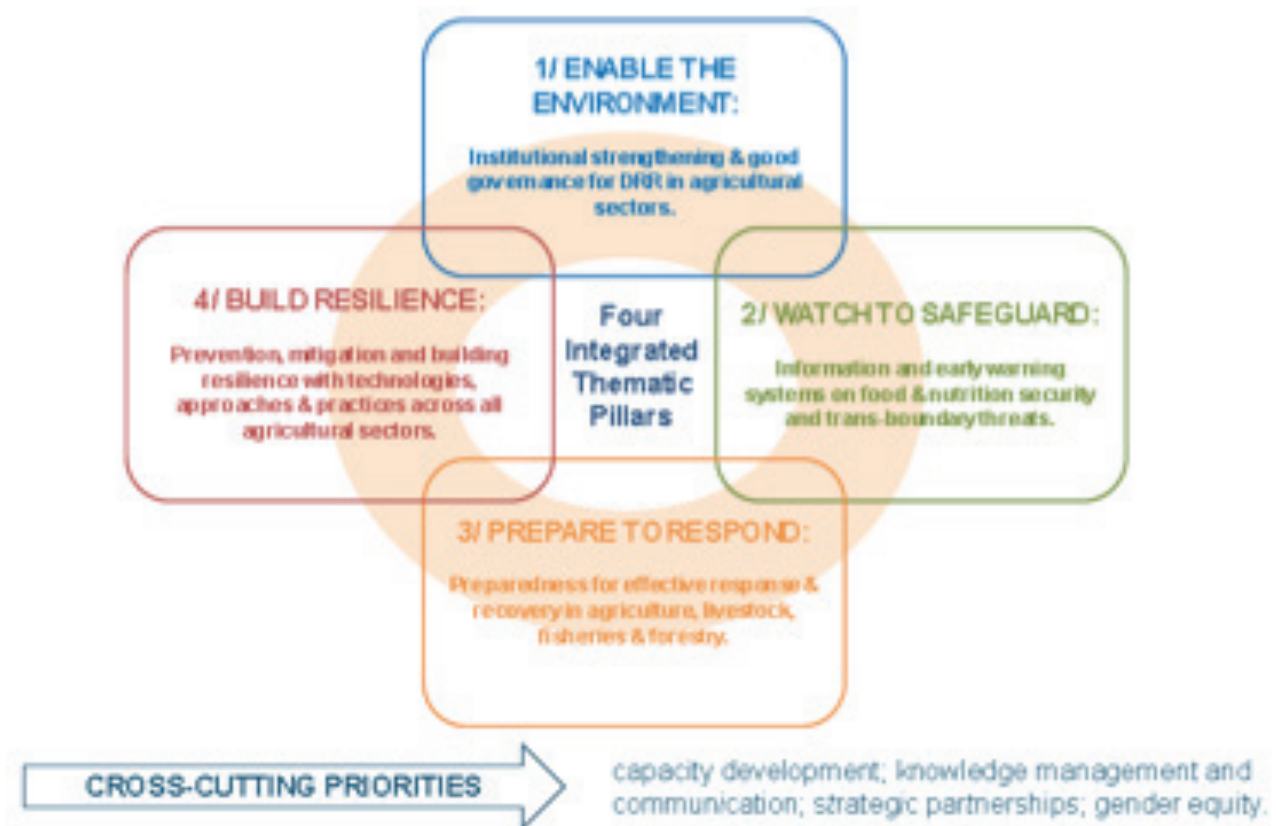 1/ ENABLE THE
ENVIRONMENT:
Institutional strengthening & good
governance for DRR in agricultural
sectors.
4/ BUILD RESILIENCE:
Prevention, mitigation and building
resilience with technologies,
approaches & practices across all
agricultural sectors.
Four
Integrated
Thematic
Pillars
2/ WATCH TO SAFEGUARD:
Information and early warning
systems on food & nutrition security
and trans-boundary threats.
3/ PREPARE TO RESPOND:
Preparedness for effective response &
recovery in agriculture, livestock,
fisheries & forestry.
CROSS-CUTTING PRIORITIES
capacity development; knowledge management and
communication; strategic partnerships; gender equity.